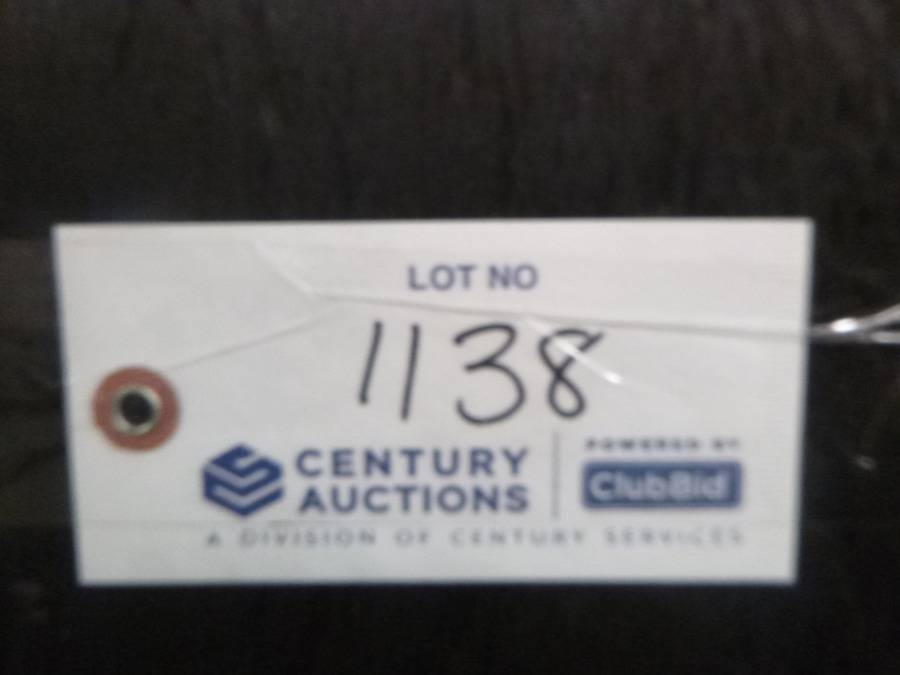 LOT NO
1138
CENTURY
AUCTIONS
POWERED BY
ClubBid
A DIVISION OF CENTURY SERVICES